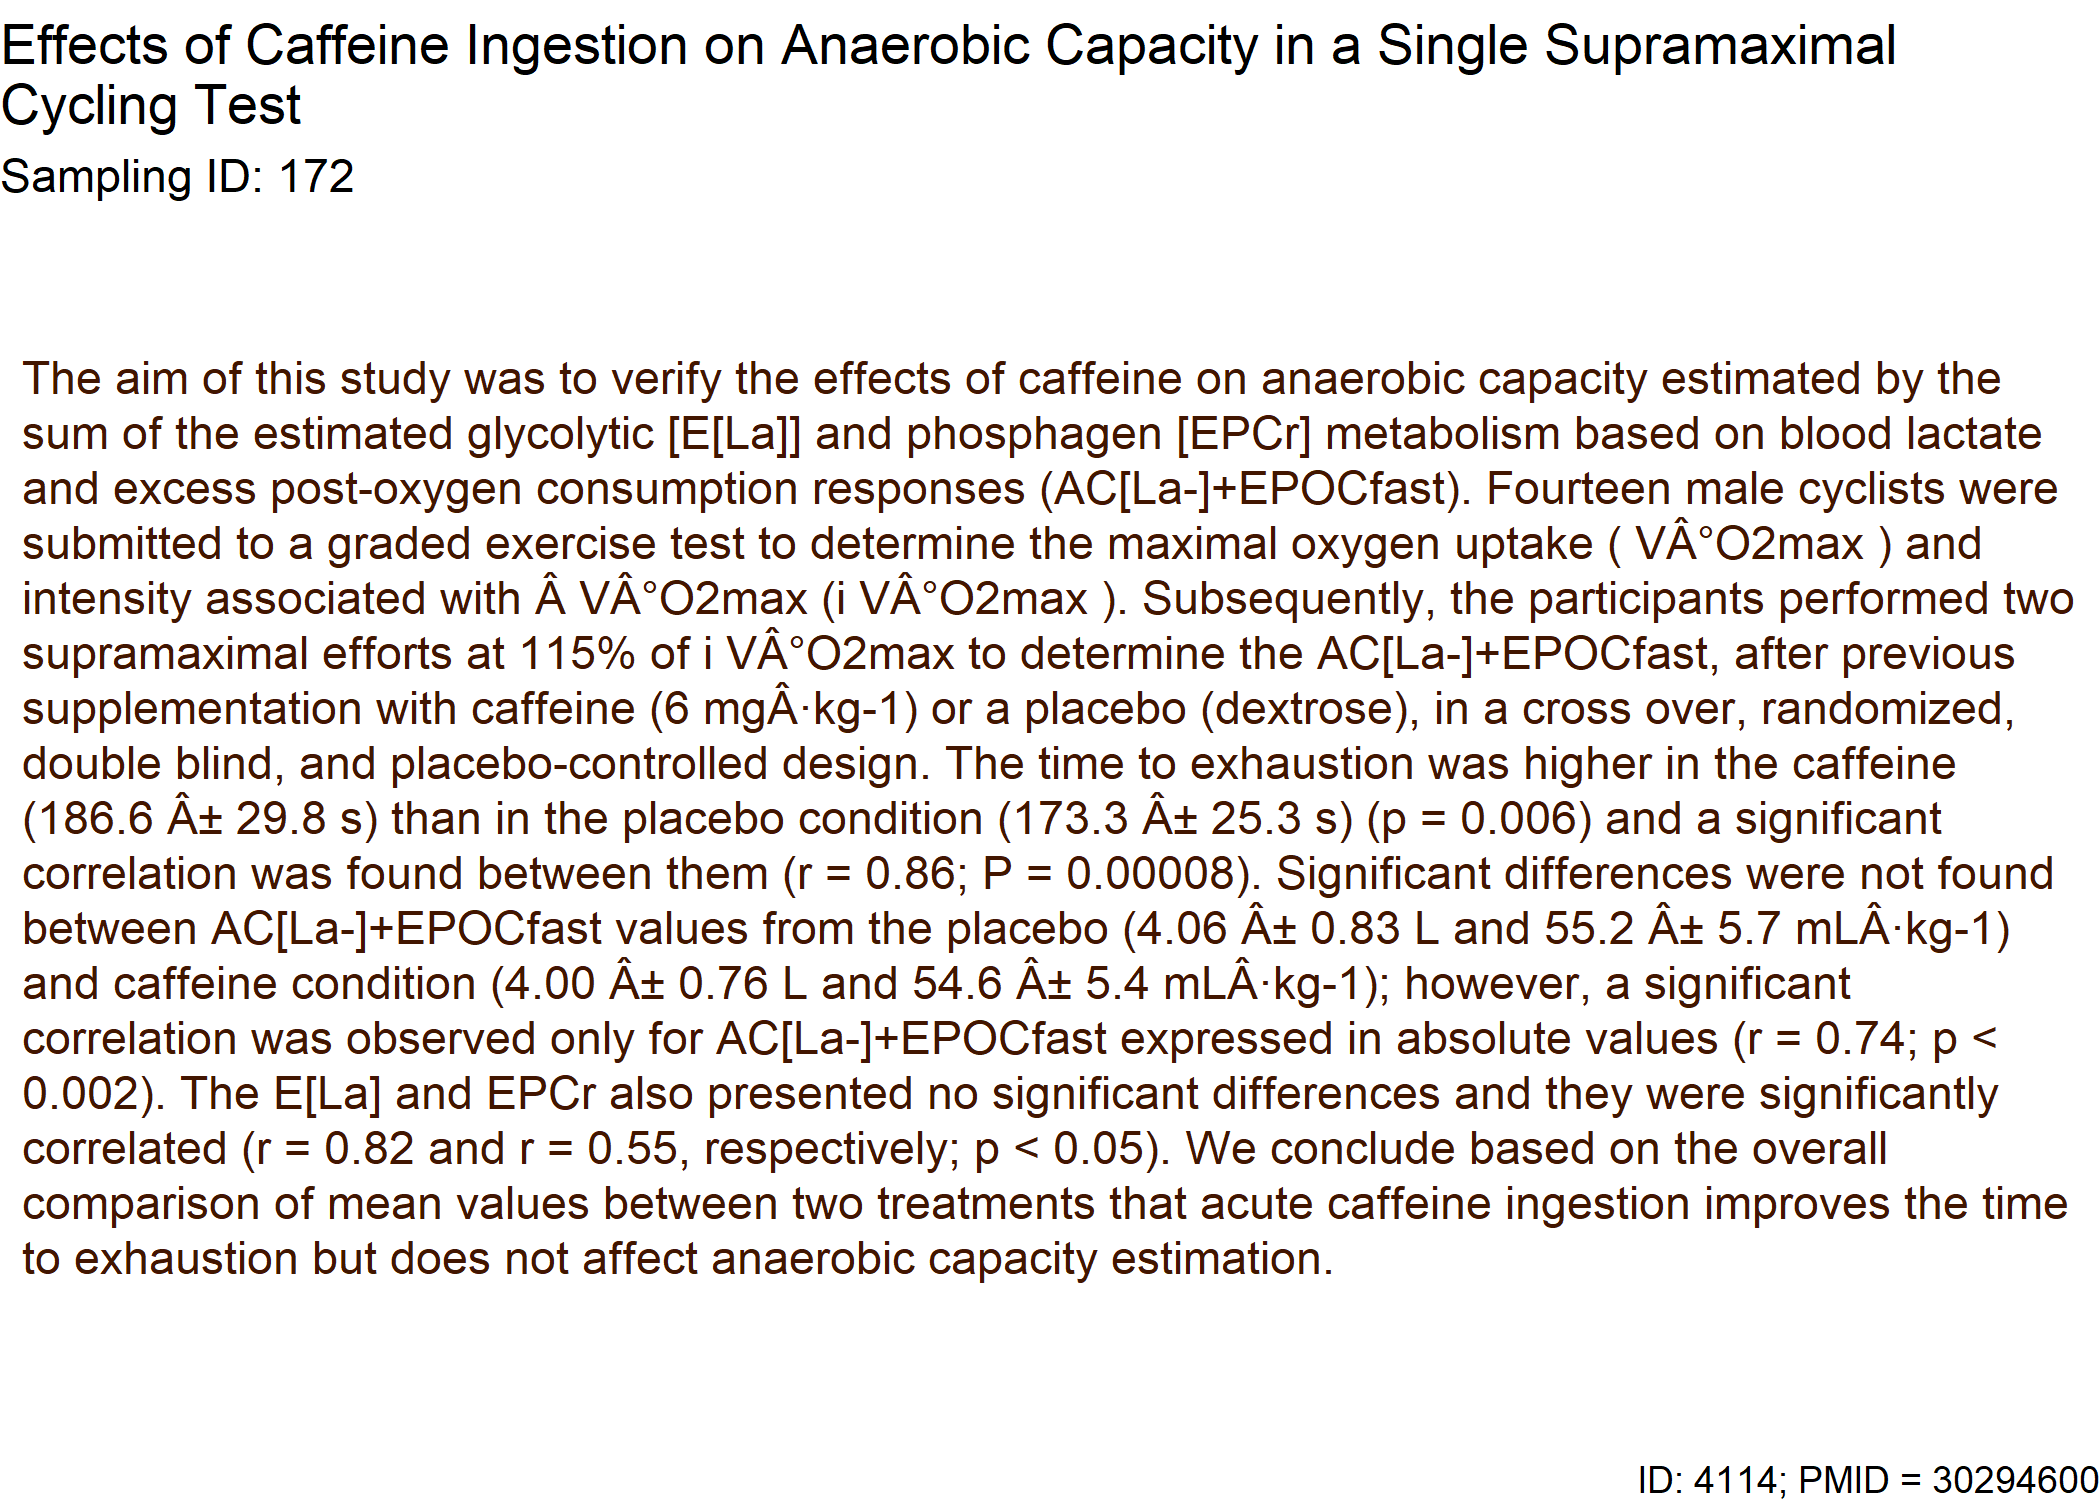 Effects of Caffeine Ingestion on Anaerobic Capacity in a Single Supramaximal
Cycling Test
Sampling ID: 172
The aim of this study was to verify the effects of caffeine on anaerobic capacity estimated by the
sum of the estimated glycolytic [E[La]] and phosphagen [EPCr] metabolism based on blood lactate
and excess post-oxygen consumption responses (AC[La-]+EPOCfast). Fourteen male cyclists were
submitted to a graded exercise test to determine the maximal oxygen uptake ( VÂ°O2max ) and
intensity associated with Â VÂ°O2max (i VÂ°O2max ). Subsequently, the participants performed two
supramaximal efforts at 115% of i VÂ°O2max to determine the AC[La-]+EPOCfast, after previous
supplementation with caffeine (6 mgÂ·kg-1) or a placebo (dextrose), in a cross over, randomized,
double blind, and placebo-controlled design. The time to exhaustion was higher in the caffeine
(186.6 Â± 29.8 s) than in the placebo condition (173.3 Â± 25.3 s) (p = 0.006) and a significant
correlation was found between them (r = 0.86; P = 0.00008). Significant differences were not found
between AC[La-]+EPOCfast values from the placebo (4.06 Â± 0.83 L and 55.2 Â± 5.7 mLÂ·kg-1)
and caffeine condition (4.00 Â± 0.76 L and 54.6 Â± 5.4 mLÂ·kg-1); however, a significant
correlation was observed only for AC[La-]+EPOCfast expressed in absolute values (r = 0.74; p <
0.002). The E[La] and EPCr also presented no significant differences and they were significantly
correlated (r = 0.82 and r = 0.55, respectively; p < 0.05). We conclude based on the overall
comparison of mean values between two treatments that acute caffeine ingestion improves the time
to exhaustion but does not affect anaerobic capacity estimation.
ID: 4114; PMID = 30294600